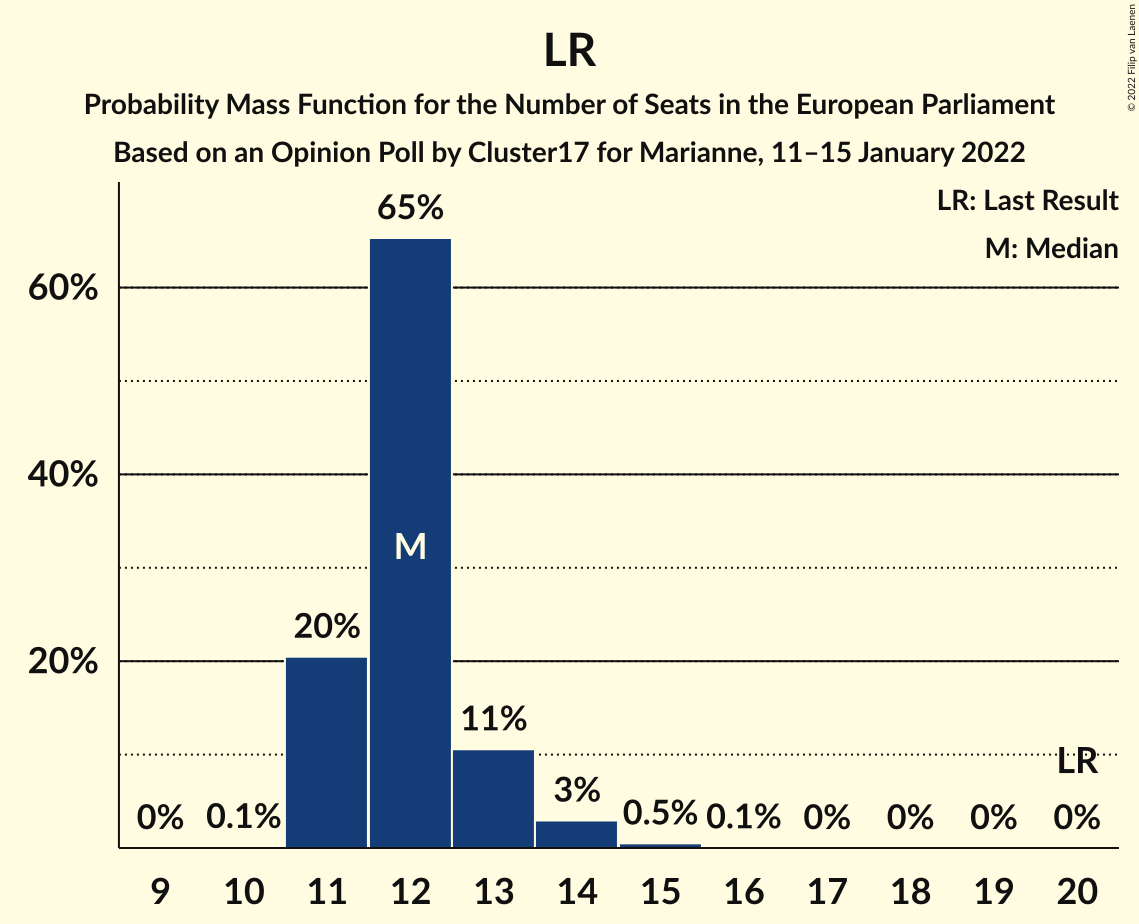 LR
Probability Mass Function for the Number of Seats in the European Parliament
Based on an Opinion Poll by Cluster17 for Marianne, 11–15 January 2022
© 2022 Filip van Laenen
LR: Last Result
M: Median
65%
60%
40%
M
20%
20%
11%
LR
3%
0% 0.1% 0.5% 0.1% 0% 0% 0% 0%
9 10 11 12 13 14 15 16 17 18 19 20